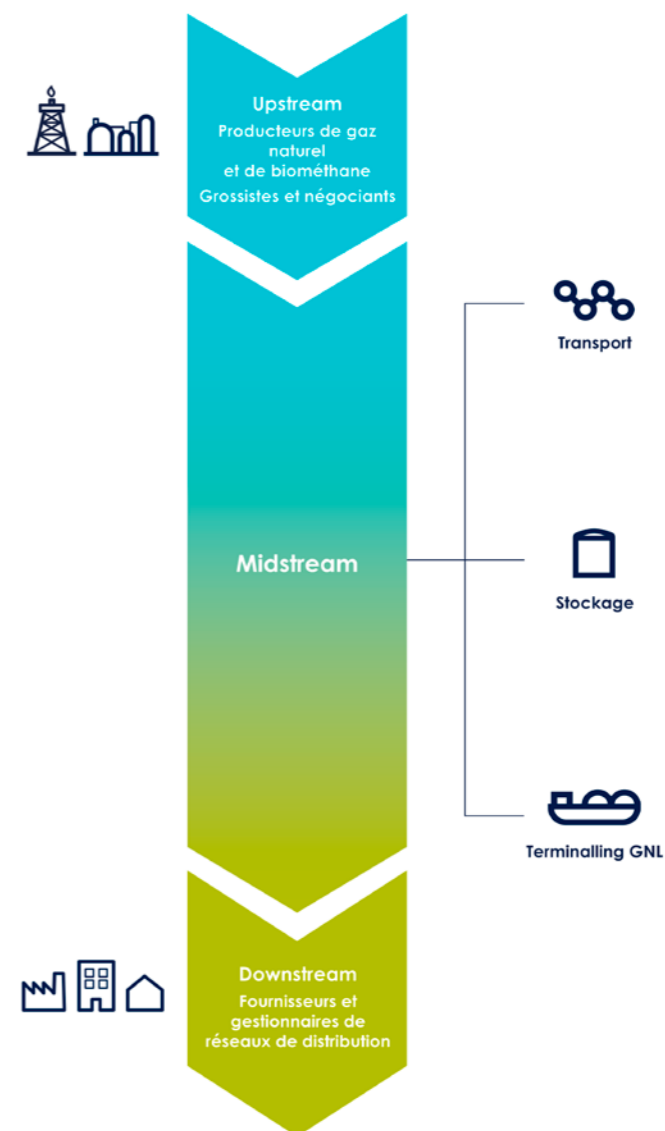 Upstream
Producteurs de gaz
naturel
et de biométhane
Grossistes et négociants
Transport
Midstream
Stockage
Terminalling GNL
Downstream
Fournisseurs et
gestionnaires de
réseaux de distribution